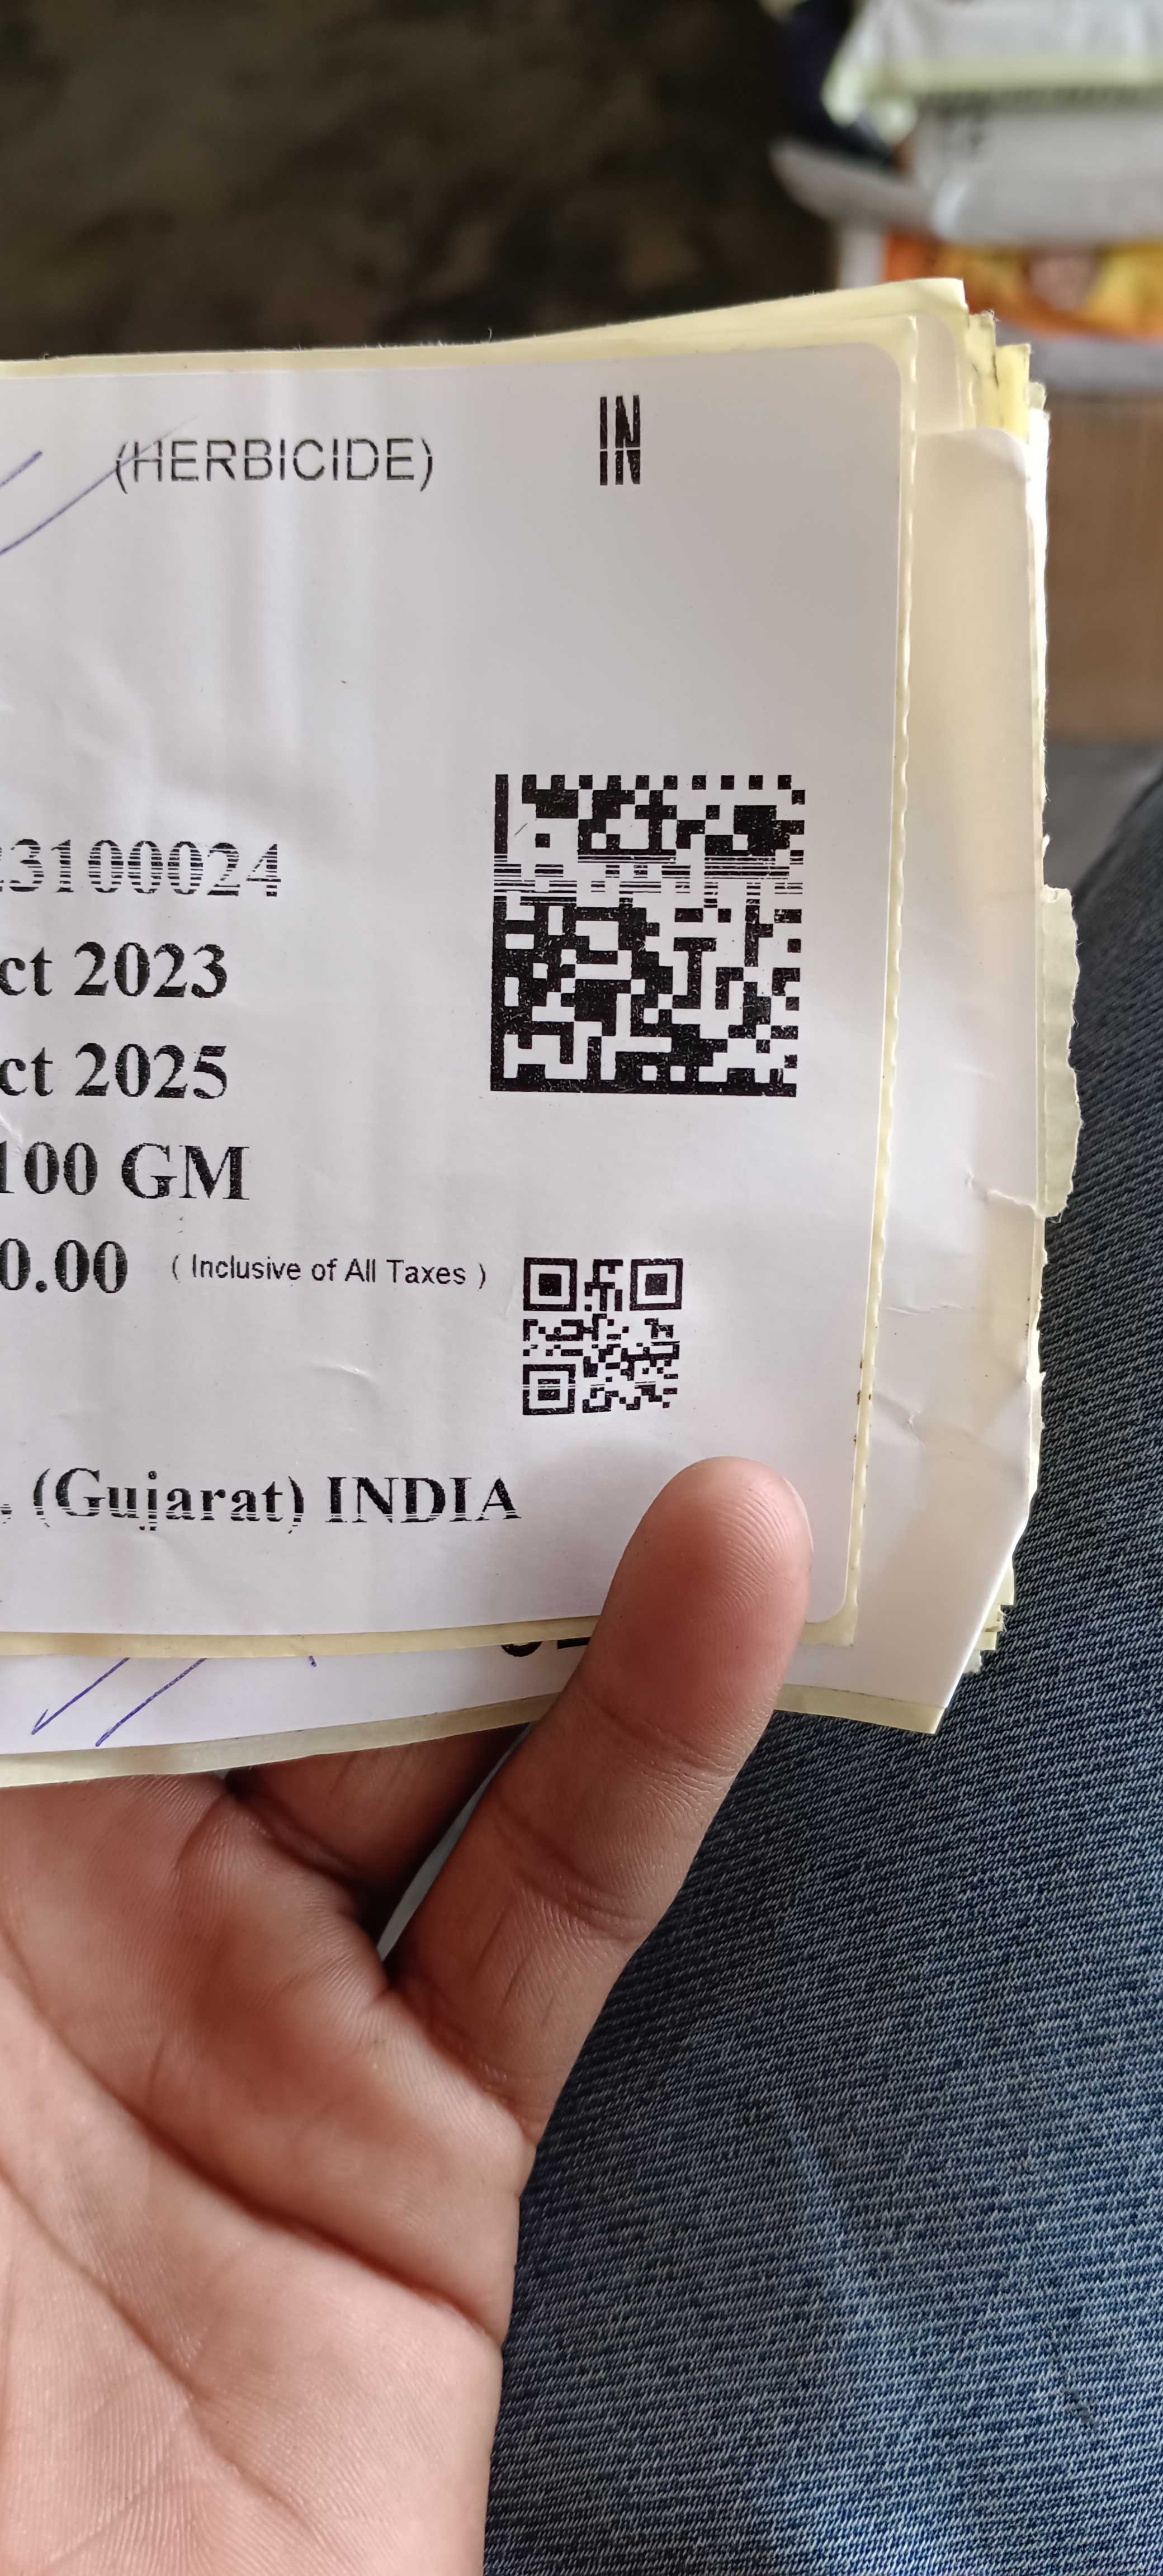 (HERBICIDE) IN
3100024
ct 2023
ct 2025
100 GM
0.00 ( Inclusive of All Taxes )
, (Gujarat) INDIA